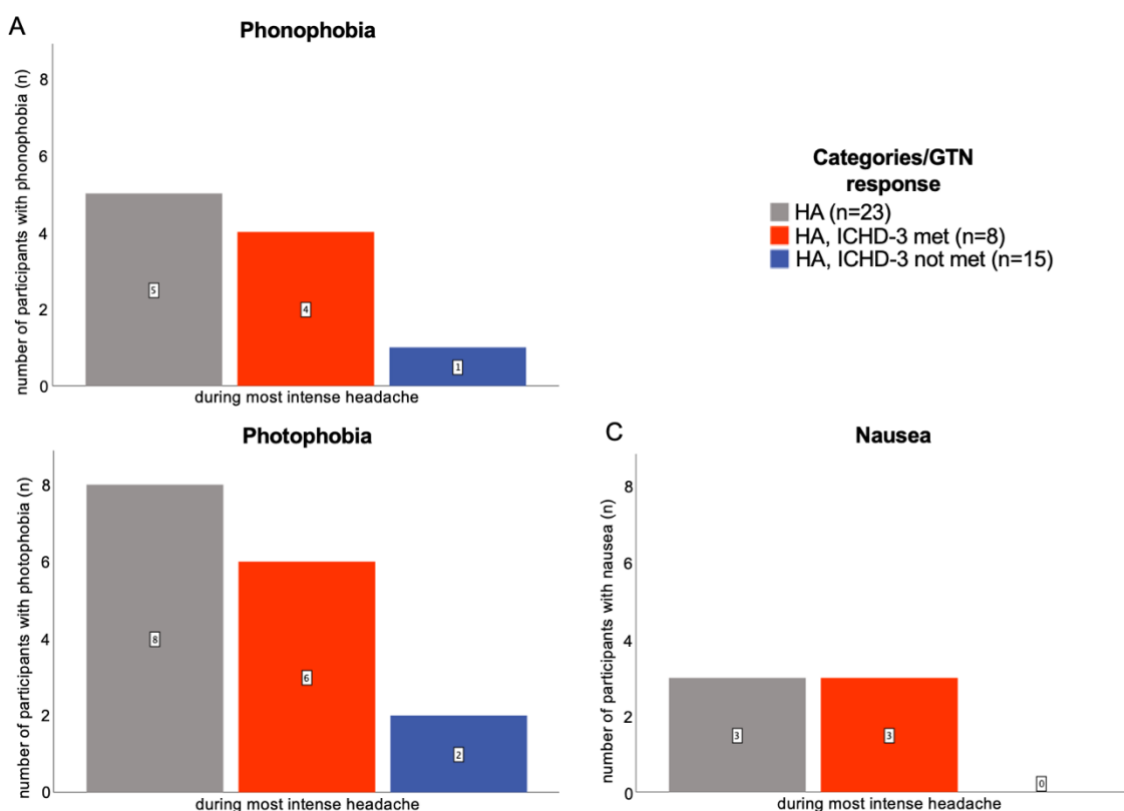 A
Phonophobia
number of participants with phonophobia (n)
8
6
4
2
0
5
4
1
during most intense headache
Categories/GTN
response
HA (n=23)
HA, ICHD-3 met (n=8)
HA, ICHD-3 not met (n=15)
Photophobia
number of participants with photophobia (n)
8
6
4
2
0
8
6
2
during most intense headache
C
Nausea
number of participants with nausea (n)
8
6
4
2
0
3
3
0
during most intense headache